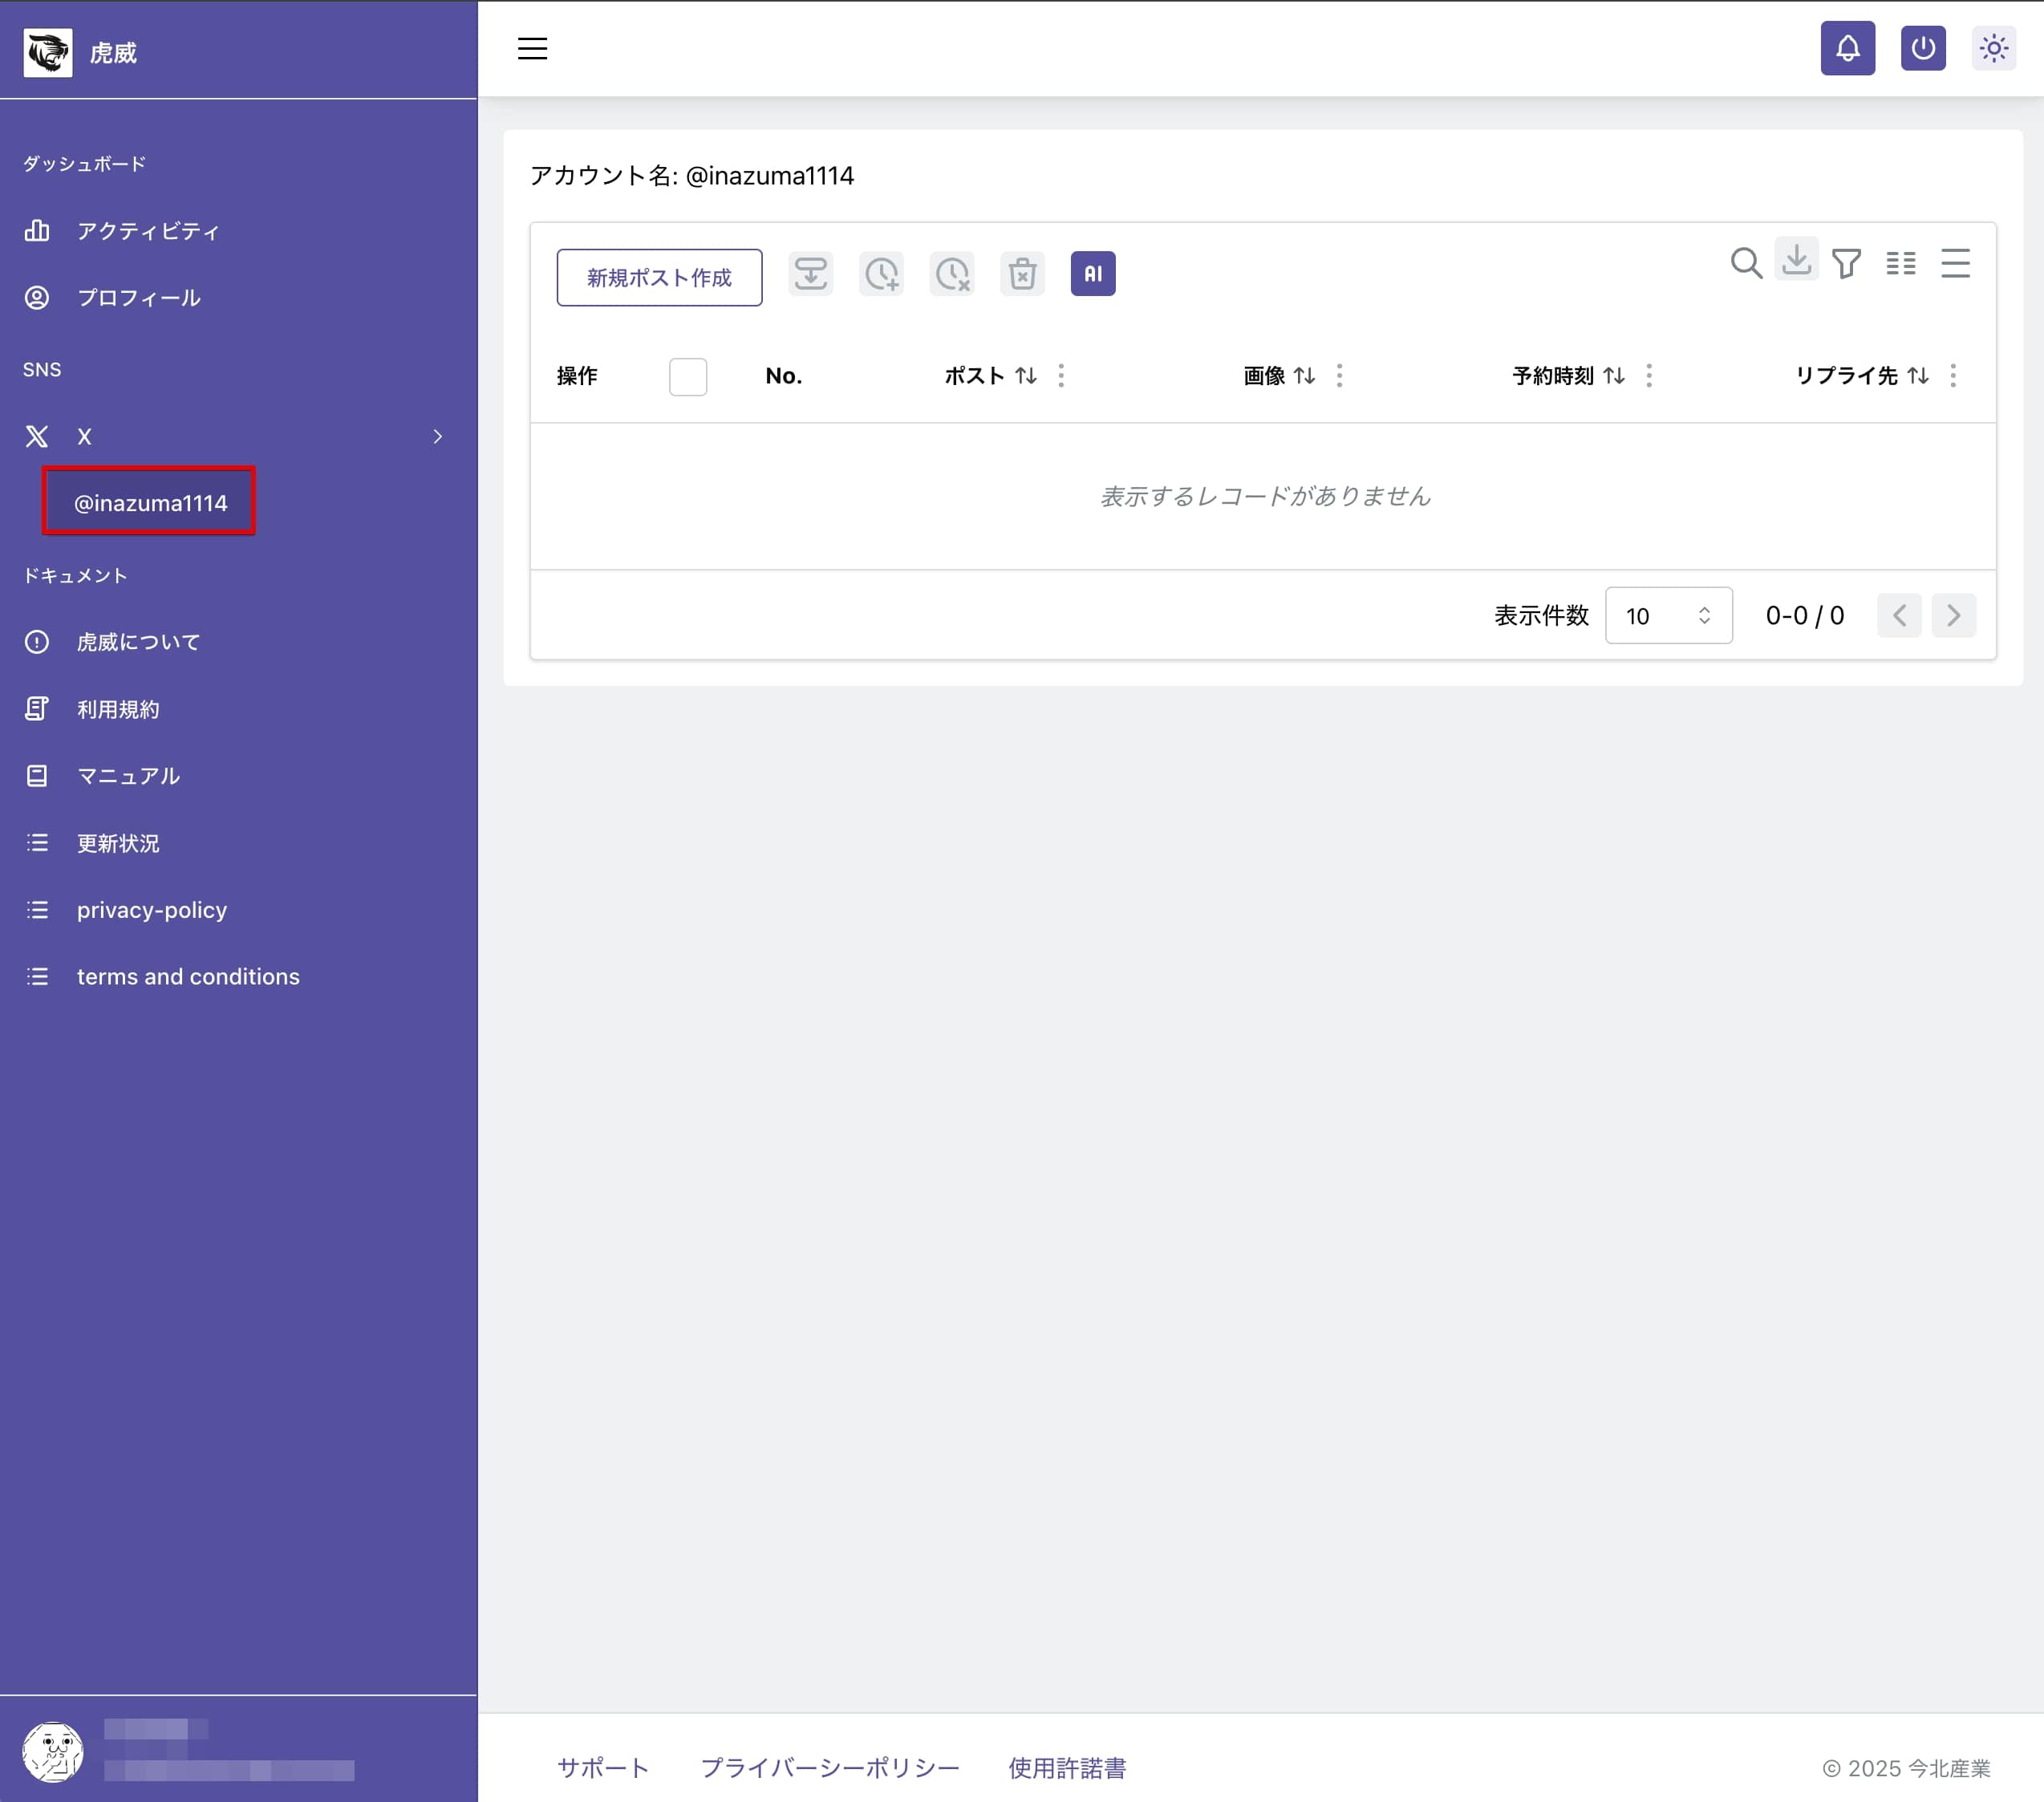 虎威
ダッシュボード
アクティビティ
プロフィール
SNS
X
@inazuma1114
ドキュメント
虎威について
利用規約
マニュアル
更新状況
privacy-policy
terms and conditions
アカウント名: @inazuma1114
新規ポスト作成 AI
操作 No. ポスト 画像 予約時刻 リプライ先
表示するレコードがありません
表示件数 10 0-0 / 0
サポート プライバーシーポリシー 使用許諾書 © 2025 今北産業